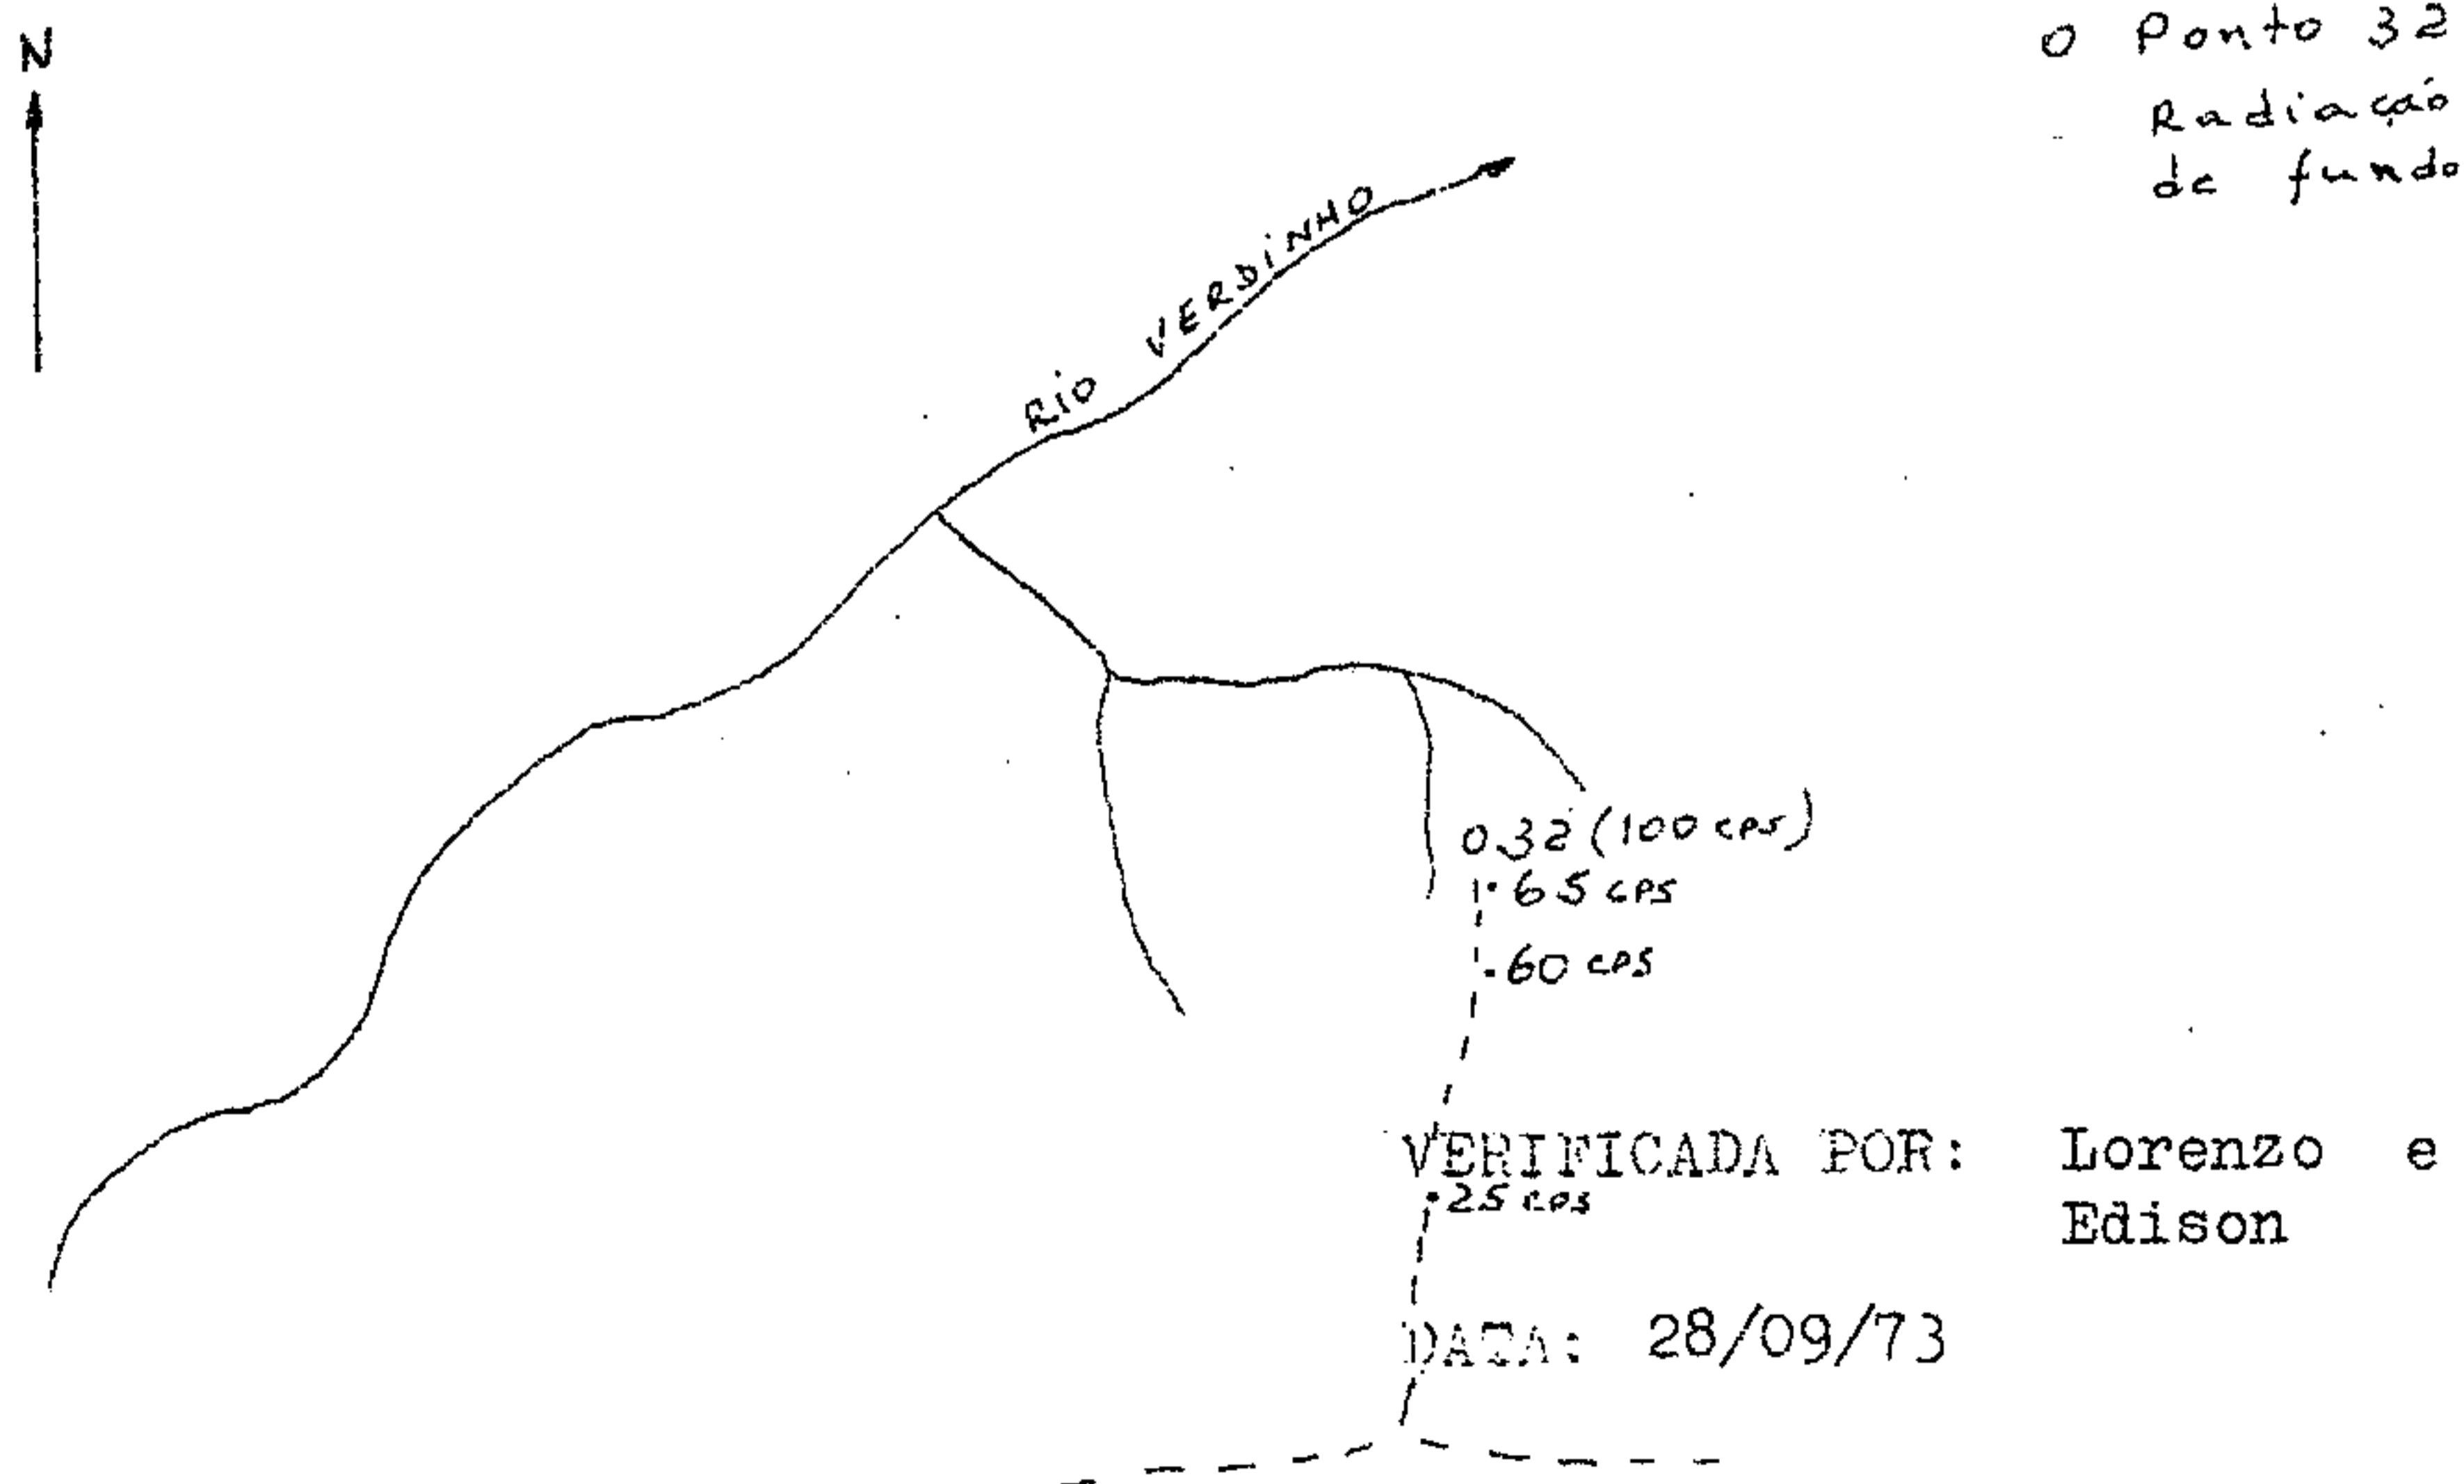 N
O Ponto 32
Radiação
de fundo
RiO VERDiNHO
O.32 (100 cps)
.65 cps
.60 cps
VERIFICADA POR: Lorenzo e
Edison
.25 cps
DATA: 28/09/73